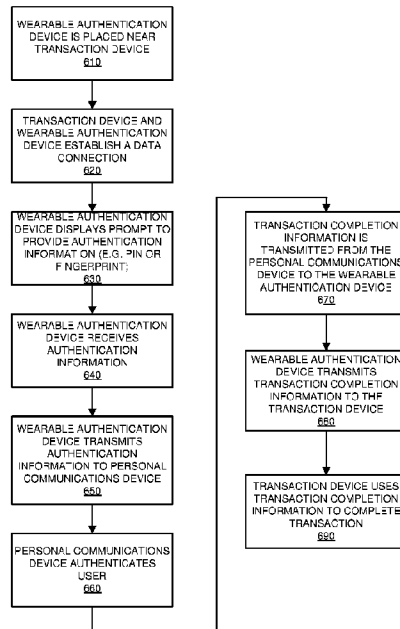 WEARABLE AUTHENTICATION
DEVICE IS PLACED NEAR
TRANSACTION DEVICE
610
TRANSACTION DEVICE AND
WEARABLE AUTHENTICATION
DEVICE ESTABLISH A DATA
CONNECTION
620
WEARABLE AUTHENTICATION
DEVICE DISPLAYS PROMPT TO
PROVIDE AUTHENTICATION
INFORMATION (E.G. PIN OR
FINGERPRINT;
630
WEARABLE AUTHENTICATION
DEVICE RECEIVES
AUTHENTICATION
INFORMATION
640
WEARABLE AUTHENTICATION
DEVICE TRANSMITS
AUTHENTICATION
INFORMATION TO PERSONAL
COMMUNICATIONS DEVICE
650
PERSONAL COMMUNICATIONS
DEVICE AUTHENTICATES
USER
660
TRANSACTION COMPLETION
INFORMATION IS
TRANSMITTED FROM THE
PERSONAL COMMUNICATIONS
DEVICE TO THE WEARABLE
AUTHENTICATION DEVICE
670
WEARABLE AUTHENTICATION
DEVICE TRANSMITS
TRANSACTION COMPLETION
INFORMATION TO THE
TRANSACTION DEVICE
680
TRANSACTION DEVICE USES
TRANSACTION COMPLETION
INFORMATION TO COMPLETE
TRANSACTION
690